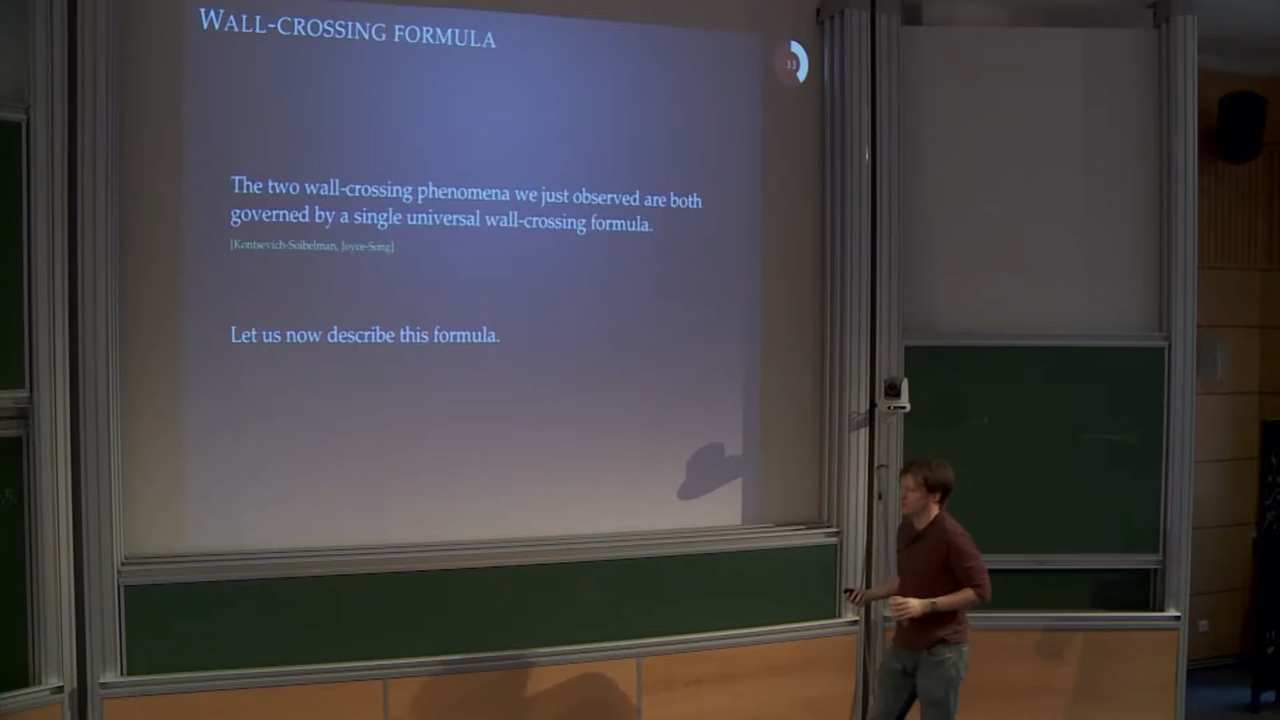 WALL-CROSSING FORMULA
33
The two wall-crossing phenomena we just observed are both
governed by a single universal wall-crossing formula.
[Kontsevich-Soibelman, Joyce-Song]
Let us now describe this formula.